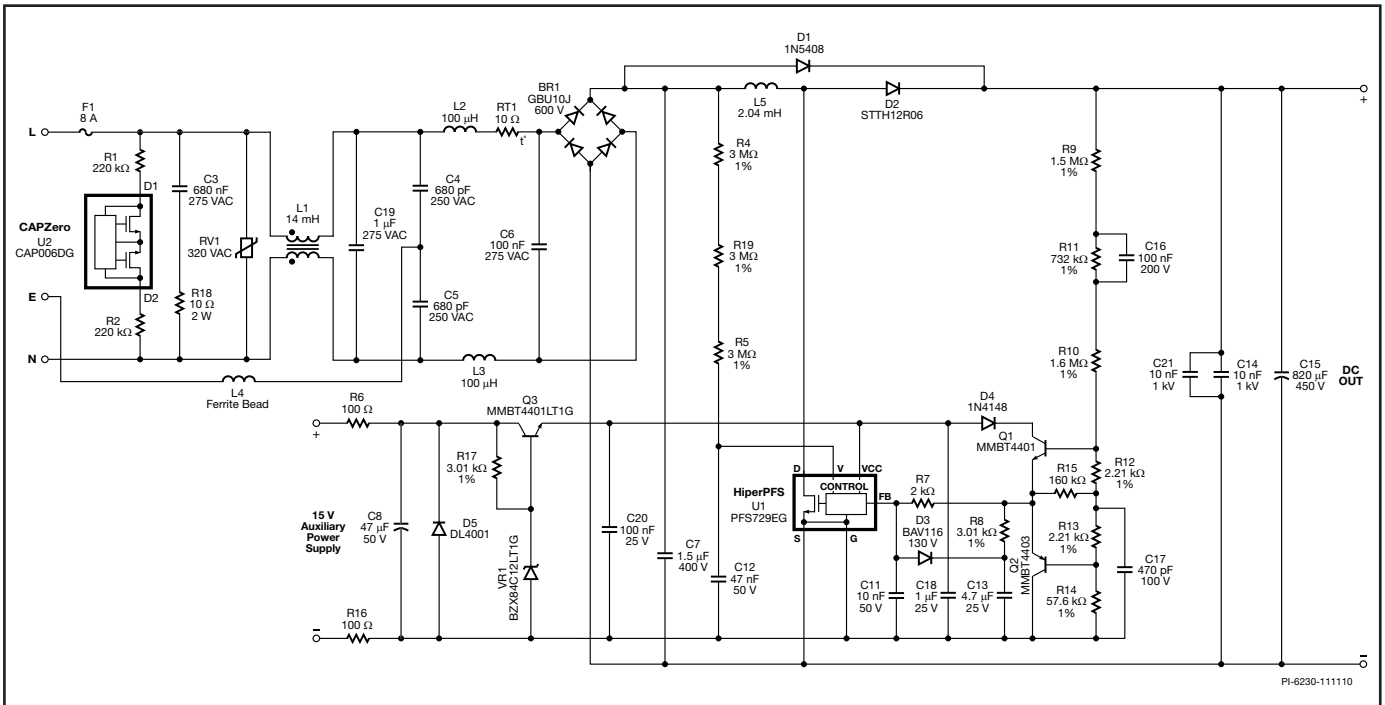 D1
1N5408
L2
100 µH
RT1
10 Ω
t°
BR1
GBU10J
600 V
L5
2.04 mH
D2
STTH12R06
+
F1
8 A
L
R1
220 kΩ
D1
C3
680 nF
275 VAC
CAPZero
U2
CAP006DG
D2
RV1
320 VAC
L1
14 mH
C19
1 µF
275 VAC
C4
680 pF
250 VAC
C6
100 nF
275 VAC
C5
680 pF
250 VAC
R4
3 MΩ
1%
R19
3 MΩ
1%
R5
3 MΩ
1%
R9
1.5 MΩ
1%
R11
732 kΩ
1%
C16
100 nF
200 V
R10
1.6 MΩ
1%
C21
10 nF
1 kV
C14
10 nF
1 kV
C15
820 µF
450 V
DC
OUT
E
R18
10 Ω
2 W
R2
220 kΩ
N
L4
Ferrite Bead
L3
100 µH
R6
100 Ω
+
Q3
MMBT4401LT1G
R17
3.01 kΩ
1%
15 V
Auxiliary
Power
Supply
C8
47 µF
50 V
D5
DL4001
VR1
BZX84C12LT1G
C20
100 nF
25 V
C7
1.5 µF
400 V
C12
47 nF
50 V
R16
100 Ω
–
D4
1N4148
Q1
MMBT4401
D
V
VCC
CONTROL
HiperPFS
U1
PFS729EG
FB
S
G
R7
2 kΩ
D3
BAV116
130 V
R8
3.01 kΩ
1%
R15
160 kΩ
R12
2.21 kΩ
1%
Q2
MMBT4403
R13
2.21 kΩ
1%
C17
470 pF
100 V
R14
57.6 kΩ
1%
C11
10 nF
50 V
C18
1 µF
25 V
C13
4.7 µF
25 V
–
PI-6230-111110